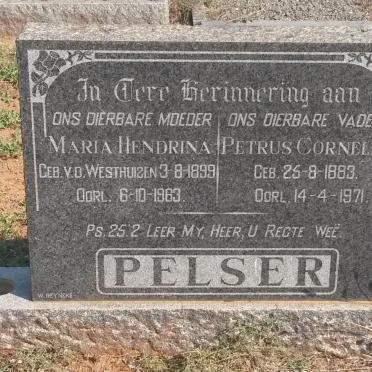 In Tere Herinnering aan
ONS DIERBARE MOEDER
MARIA HENDRINA
GEB. V.D. WESTHUIZEN 3-8-1899
OORL. 6-10-1963.
ONS DIERBARE VADE
PETRUS CORNEL
GEB. 25-8-1883.
OORL. 14-4-1971.
PS. 25:2 LEER MY, HEER, U REGTE WEË.
PELSER
W. HEYNEKE